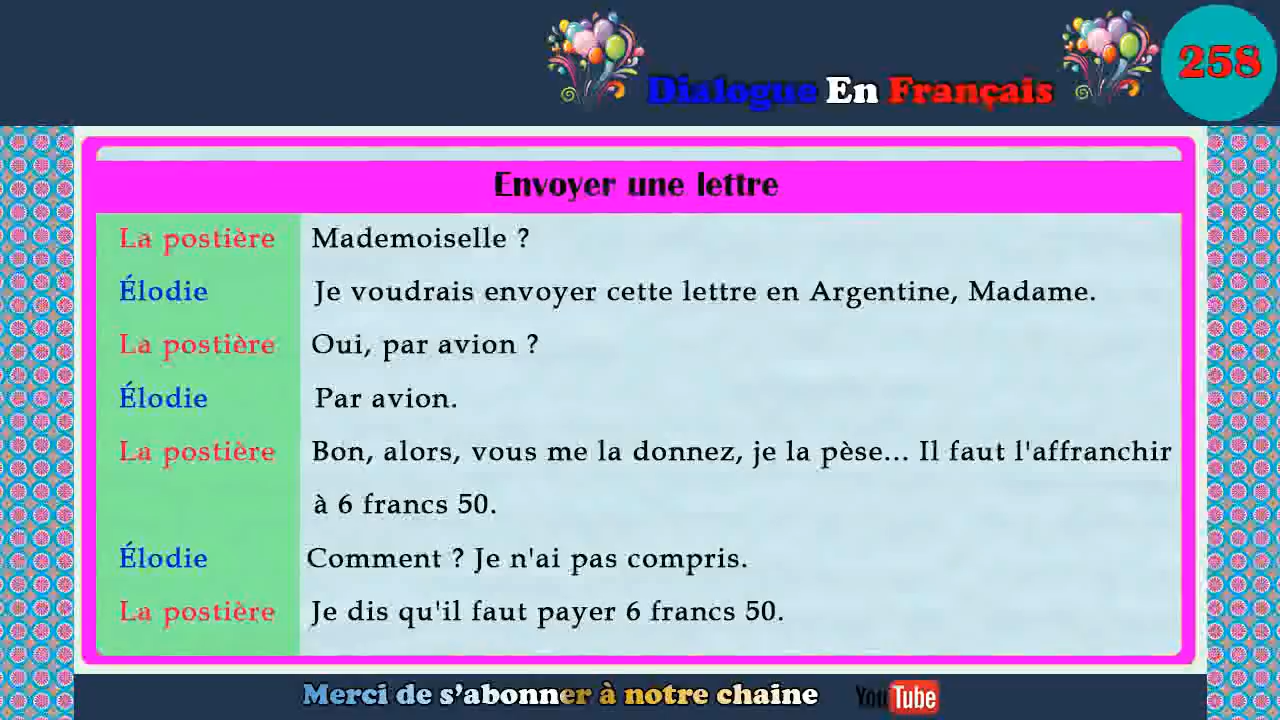 258
Dialogue En Français
Envoyer une lettre
La postière Mademoiselle ?
Élodie Je voudrais envoyer cette lettre en Argentine, Madame.
La postière Oui, par avion ?
Élodie Par avion.
La postière Bon, alors, vous me la donnez, je la pèse... Il faut l'affranchir
à 6 francs 50.
Élodie Comment ? Je n'ai pas compris.
La postière Je dis qu'il faut payer 6 francs 50.
Merci de s'abonner à notre chaine YouTube